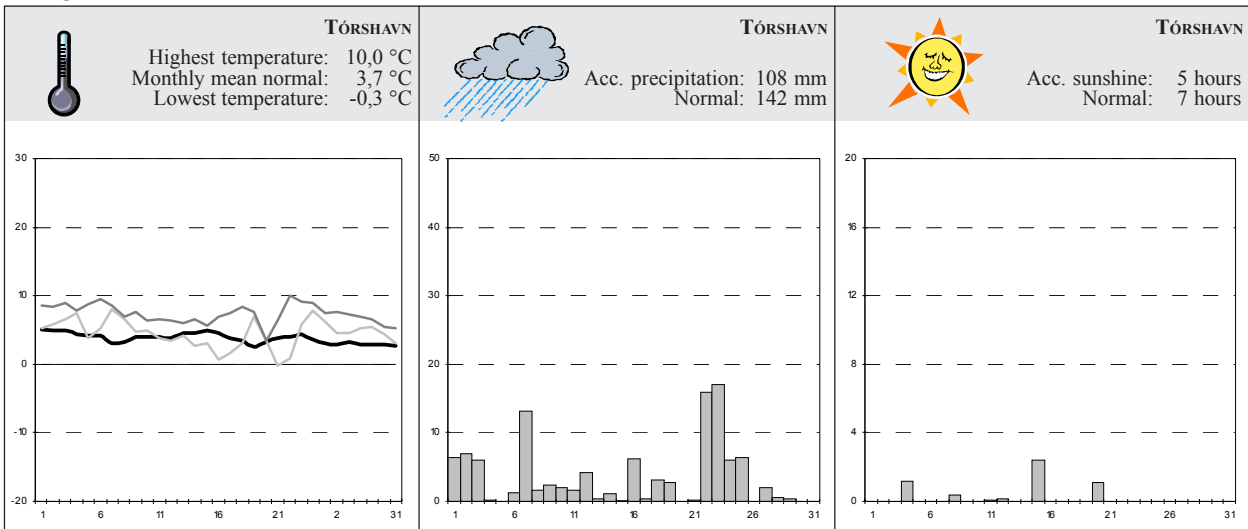 TÓRSHAVN
Highest temperature: 10,0 °C
Monthly mean normal: 3,7 °C
Lowest temperature: -0,3 °C
30
20
10
0
-10
-20
1 6 11 16 21 2 31
TÓRSHAVN
Acc. precipitation: 108 mm
Normal: 142 mm
50
40
30
20
10
0
1 6 11 16 21 26 31
TÓRSHAVN
Acc. sunshine: 5 hours
Normal: 7 hours
20
16
12
8
4
0
1 6 11 16 21 26 31